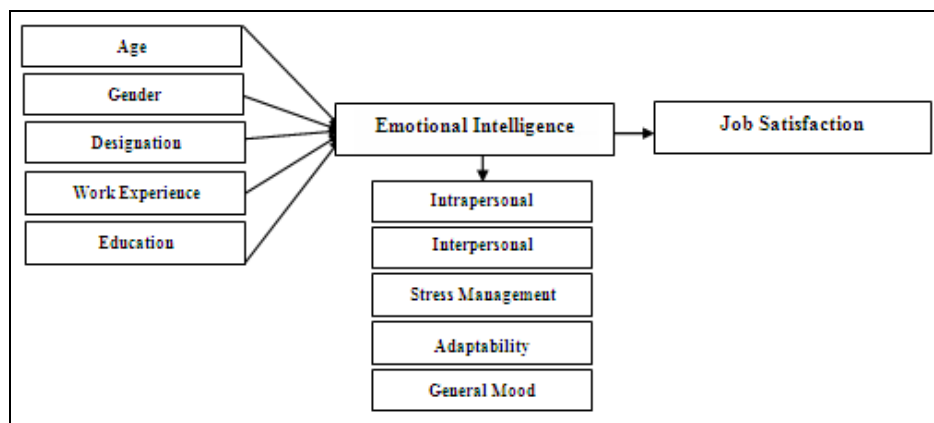 Age
Gender
Designation
Work Experience
Education
Emotional Intelligence
Job Satisfaction
Intrapersonal
Interpersonal
Stress Management
Adaptability
General Mood